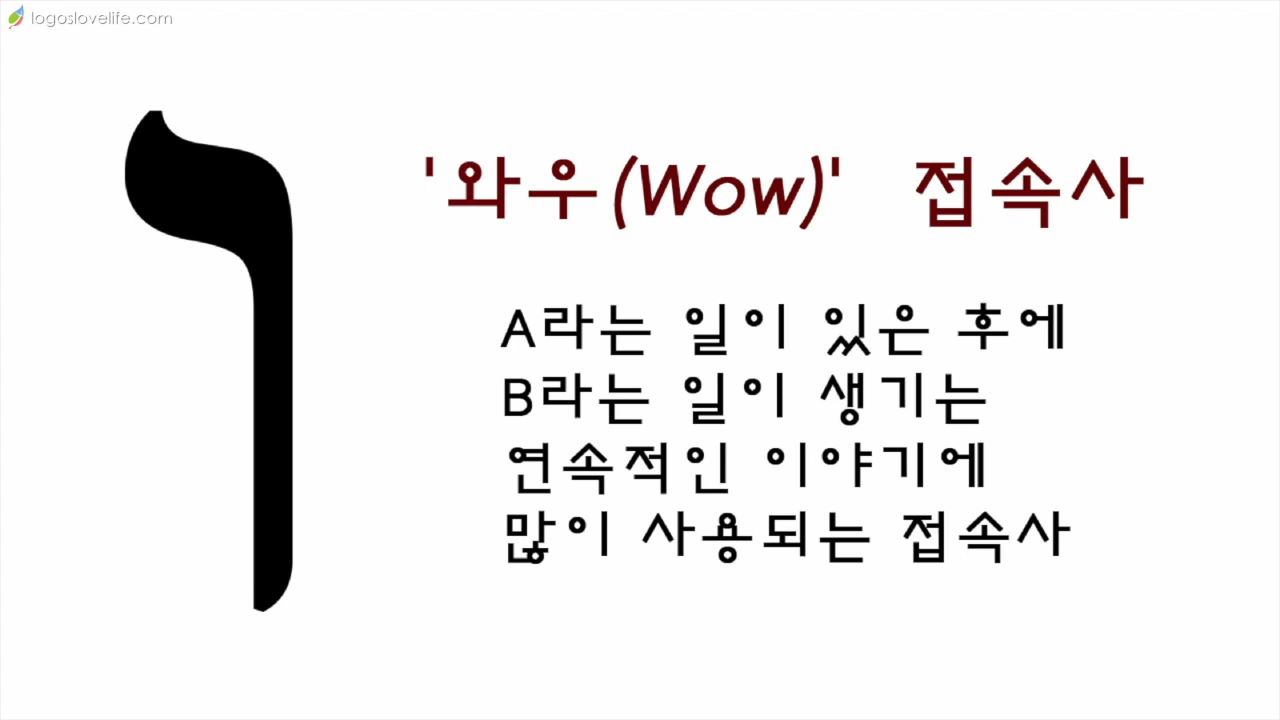 logoslovelife.com
ו
'와우(Wow)' 접속사
A라는 일이 있은 후에
B라는 일이 생기는
연속적인 이야기에
많이 사용되는 접속사